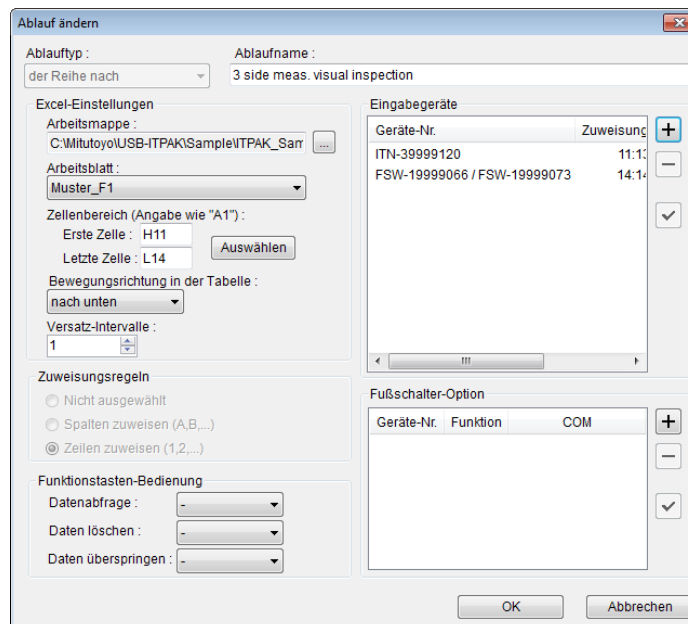 Ablauf ändern
Ablauftyp :
Ablaufname :
der Reihe nach
3 side meas. visual inspection
Excel-Einstellungen
Arbeitsmappe :
C:\Mitutoyo\USB-ITPAK\Sample\ITPAK_Sam
...
Arbeitsblatt :
Muster_F1
Zellenbereich (Angabe wie "A1") :
Erste Zelle : H11
Letzte Zelle : L14
Auswählen
Bewegungsrichtung in der Tabelle :
nach unten
Versatz-Intervalle :
1
Zuweisungsregeln
Nicht ausgewählt
Spalten zuweisen (A,B,...)
Zeilen zuweisen (1,2,...)
Funktionstasten-Bedienung
Datenabfrage : -
Daten löschen : -
Daten überspringen : -
Eingabegeräte
Geräte-Nr. Zuweisung
ITN-39999120 11:13
FSW-19999066 / FSW-19999073 14:14
Fußschalter-Option
Geräte-Nr. Funktion COM
OK
Abbrechen